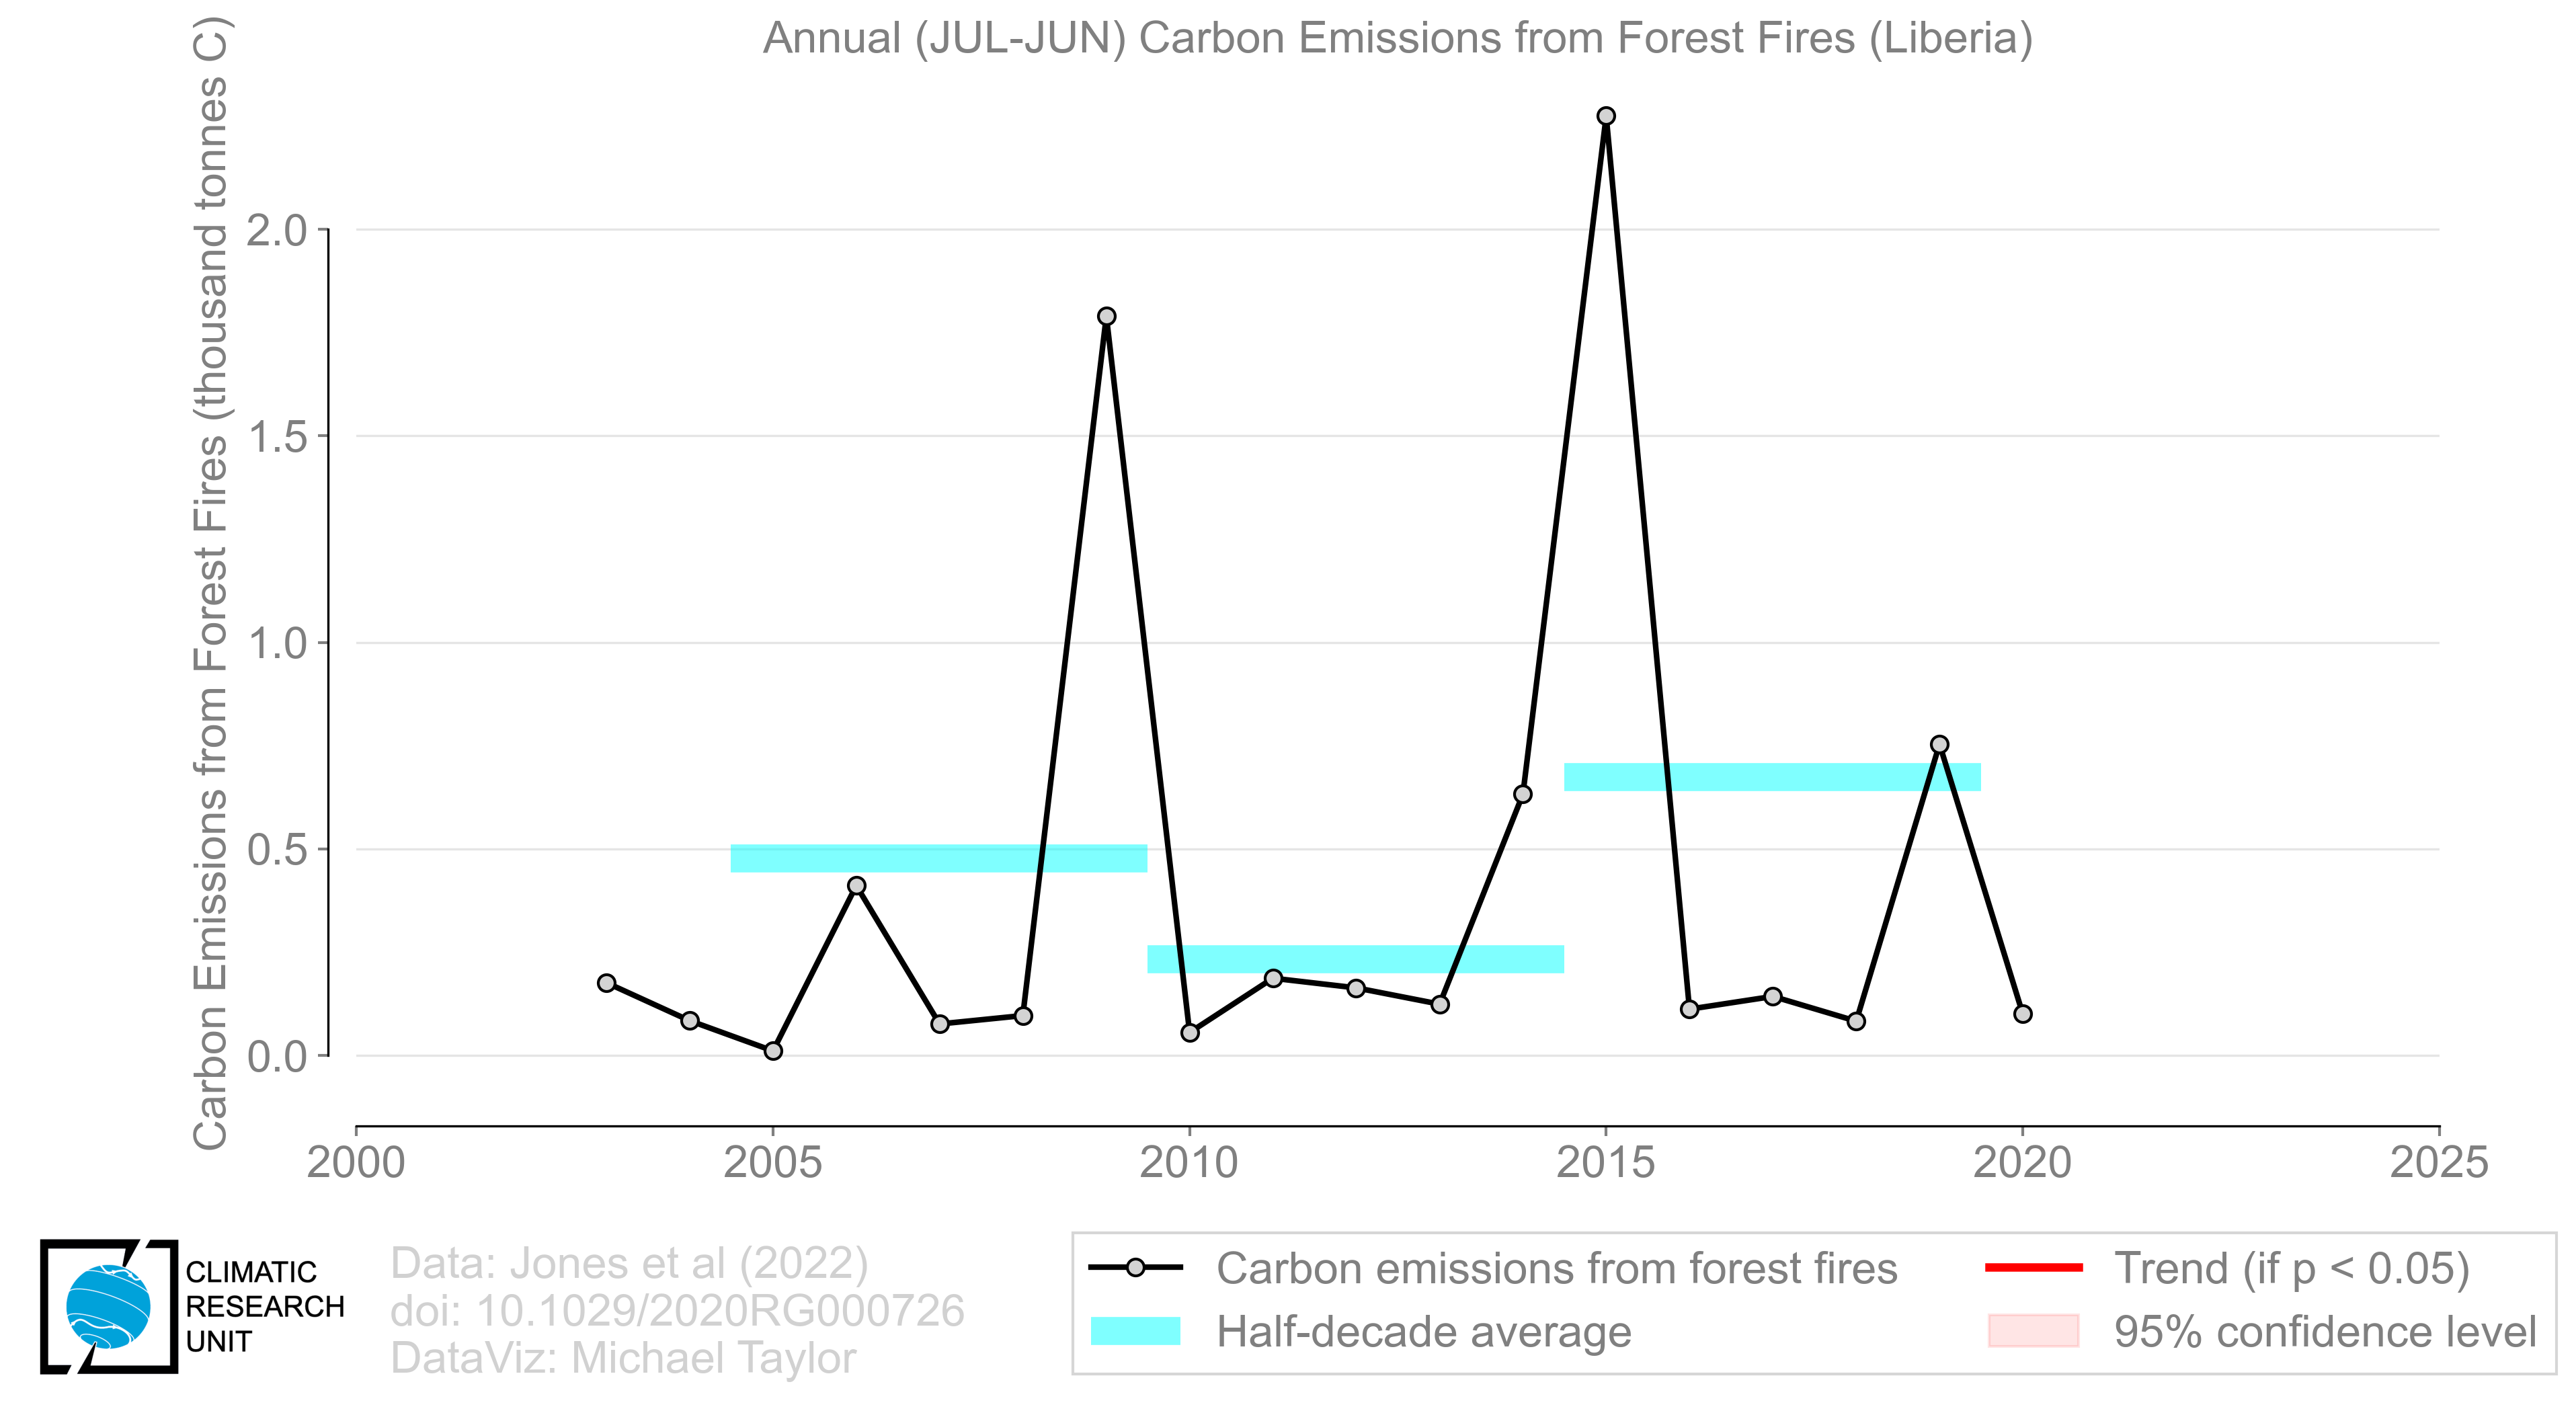 Annual (JUL-JUN) Carbon Emissions from Forest Fires (Liberia)
Carbon Emissions from Forest Fires (thousand tonnes C)
2.0
1.5
1.0
0.5
0.0
2000 2005 2010 2015 2020 2025
CLIMATIC
RESEARCH
UNIT
Data: Jones et al (2022)
doi: 10.1029/2020RG000726
DataViz: Michael Taylor
Carbon emissions from forest fires
Half-decade average
Trend (if p < 0.05)
95% confidence level